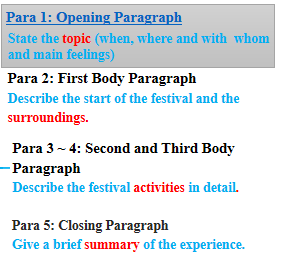 Para 1: Opening Paragraph
State the topic (when, where and with whom
and main feelings)
Para 2: First Body Paragraph
Describe the start of the festival and the
surroundings.
Para 3 ~ 4: Second and Third Body
Paragraph
Describe the festival activities in detail.
Para 5: Closing Paragraph
Give a brief summary of the experience.